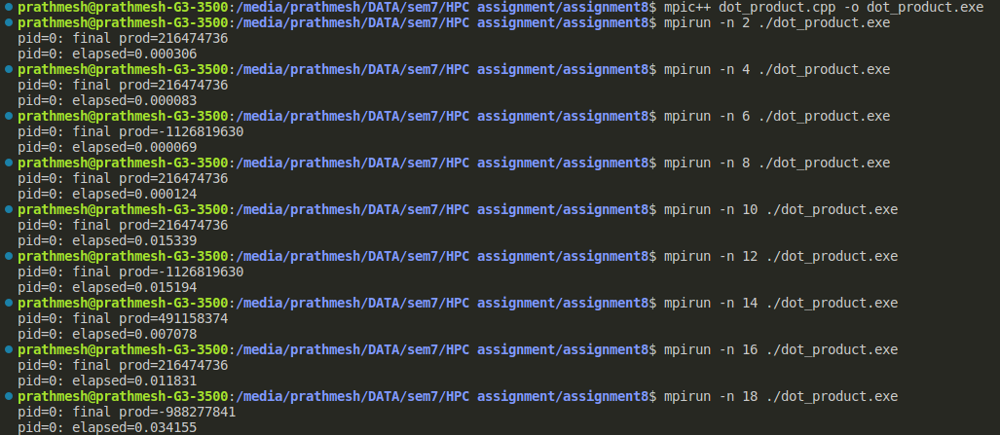 prathmesh@prathmesh-G3-3500:/media/prathmesh/DATA/sem7/HPC assignment/assignment8$ mpic++ dot_product.cpp -o dot_product.exe
prathmesh@prathmesh-G3-3500:/media/prathmesh/DATA/sem7/HPC assignment/assignment8$ mpirun -n 2 ./dot_product.exe
pid=0: final prod=216474736
pid=0: elapsed=0.000306
prathmesh@prathmesh-G3-3500:/media/prathmesh/DATA/sem7/HPC assignment/assignment8$ mpirun -n 4 ./dot_product.exe
pid=0: final prod=216474736
pid=0: elapsed=0.000083
prathmesh@prathmesh-G3-3500:/media/prathmesh/DATA/sem7/HPC assignment/assignment8$ mpirun -n 6 ./dot_product.exe
pid=0: final prod=-1126819630
pid=0: elapsed=0.000069
prathmesh@prathmesh-G3-3500:/media/prathmesh/DATA/sem7/HPC assignment/assignment8$ mpirun -n 8 ./dot_product.exe
pid=0: final prod=216474736
pid=0: elapsed=0.000124
prathmesh@prathmesh-G3-3500:/media/prathmesh/DATA/sem7/HPC assignment/assignment8$ mpirun -n 10 ./dot_product.exe
pid=0: final prod=216474736
pid=0: elapsed=0.015339
prathmesh@prathmesh-G3-3500:/media/prathmesh/DATA/sem7/HPC assignment/assignment8$ mpirun -n 12 ./dot_product.exe
pid=0: final prod=-1126819630
pid=0: elapsed=0.015194
prathmesh@prathmesh-G3-3500:/media/prathmesh/DATA/sem7/HPC assignment/assignment8$ mpirun -n 14 ./dot_product.exe
pid=0: final prod=491158374
pid=0: elapsed=0.007078
prathmesh@prathmesh-G3-3500:/media/prathmesh/DATA/sem7/HPC assignment/assignment8$ mpirun -n 16 ./dot_product.exe
pid=0: final prod=216474736
pid=0: elapsed=0.011831
prathmesh@prathmesh-G3-3500:/media/prathmesh/DATA/sem7/HPC assignment/assignment8$ mpirun -n 18 ./dot_product.exe
pid=0: final prod=-988277841
pid=0: elapsed=0.034155